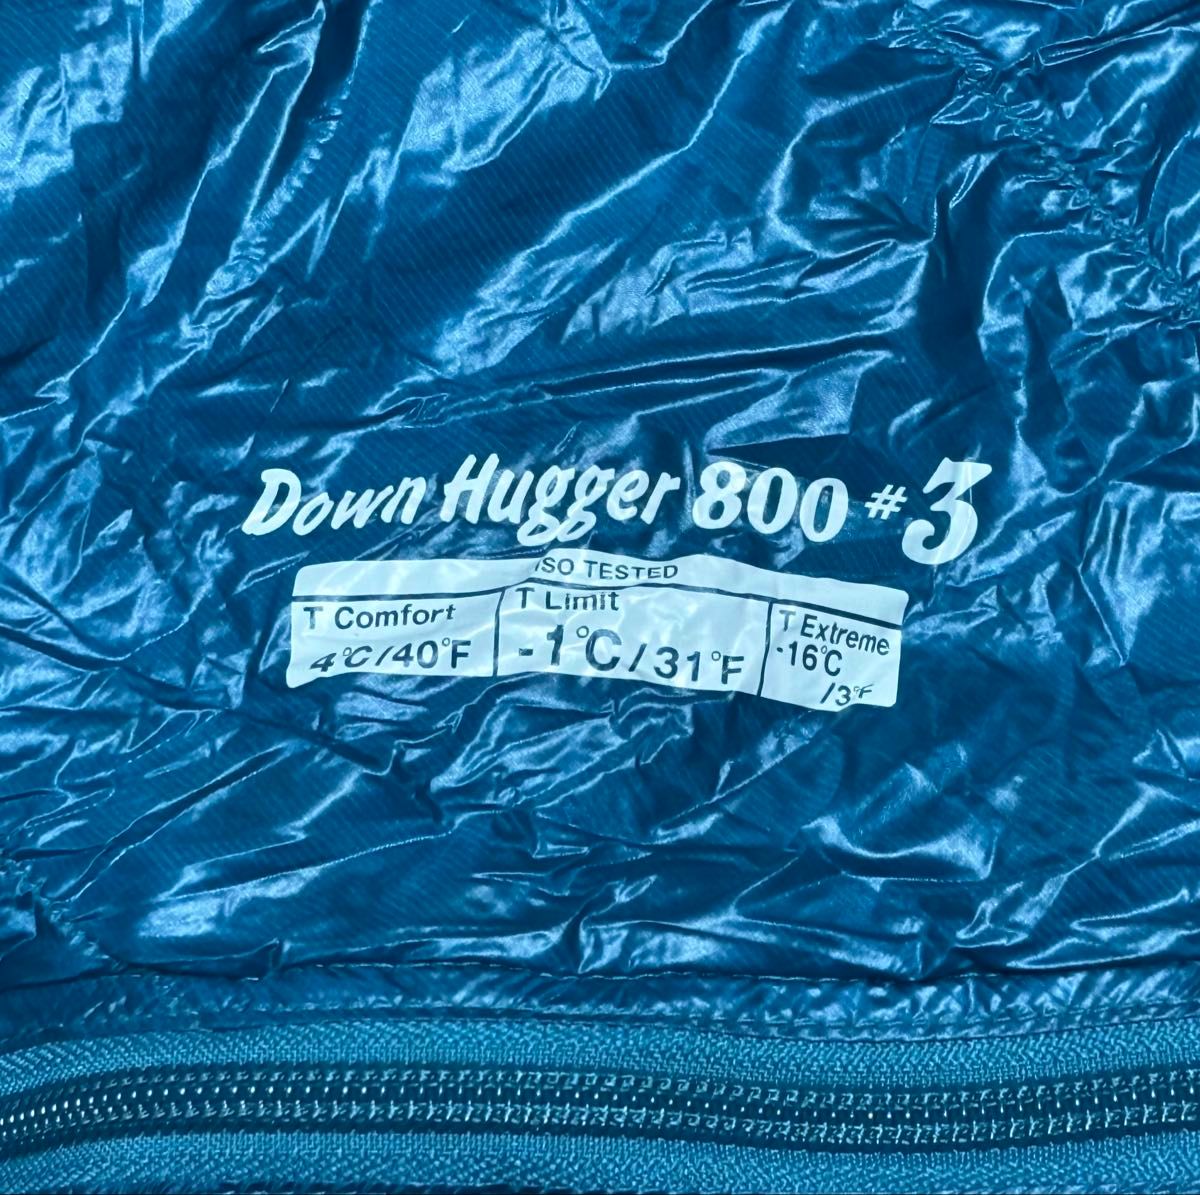 Down Hugger 800 #3
ISO TESTED
T Comfort
4°C/40°F
T Limit
-1°C/31°F
T Extreme
-16°C
/3°F